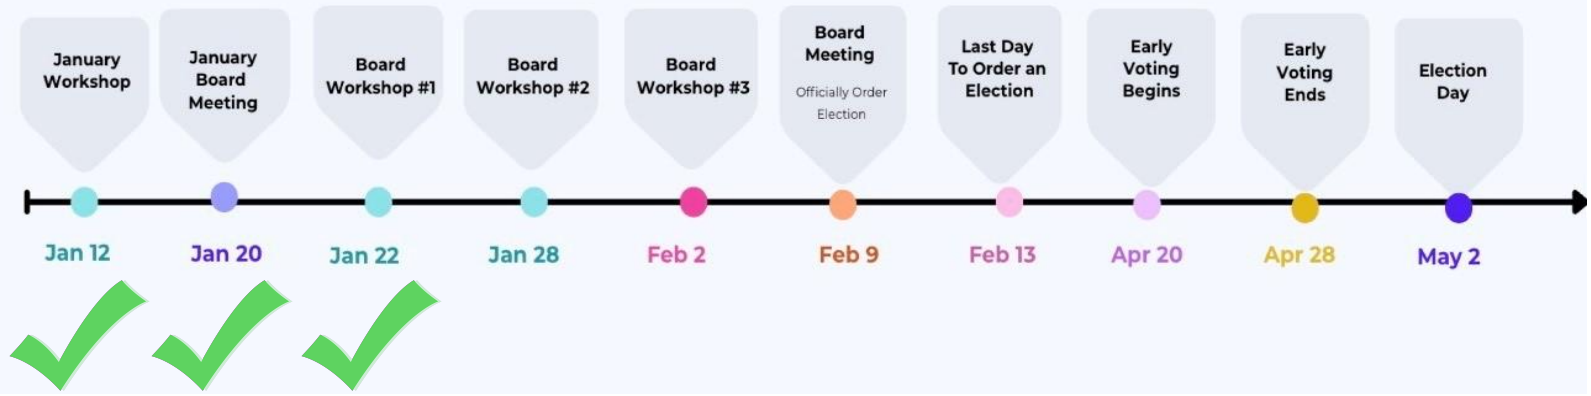 January
Workshop
January
Board
Meeting
Board
Workshop #1
Board
Workshop #2
Board
Workshop #3
Board
Meeting
Officially Order
Election
Last Day
To Order an
Election
Early
Voting
Begins
Early
Voting
Ends
Election
Day
Jan 12
Jan 20
Jan 22
Jan 28
Feb 2
Feb 9
Feb 13
Apr 20
Apr 28
May 2